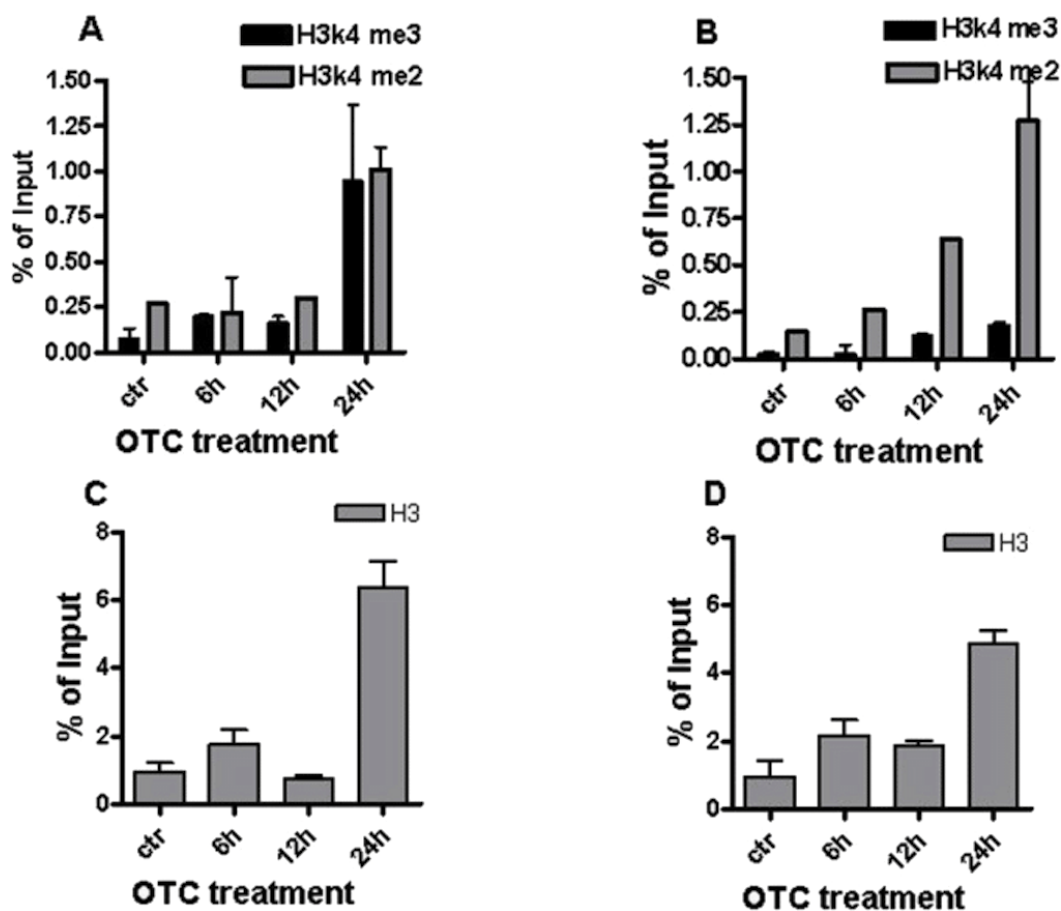 A
H3k4 me3
H3k4 me2
1.50
1.25
1.00
0.75
0.50
0.25
0.00
% of Input
ctr
6h
12h
24h
OTC treatment
B
H3k4 me3
H3k4 me2
1.50
1.25
1.00
0.75
0.50
0.25
0.00
% of Input
ctr
6h
12h
24h
OTC treatment
C
H3
8
6
4
2
0
% of Input
ctr
6h
12h
24h
OTC treatment
D
H3
8
6
4
2
0
% of Input
ctr
6h
12h
24h
OTC treatment